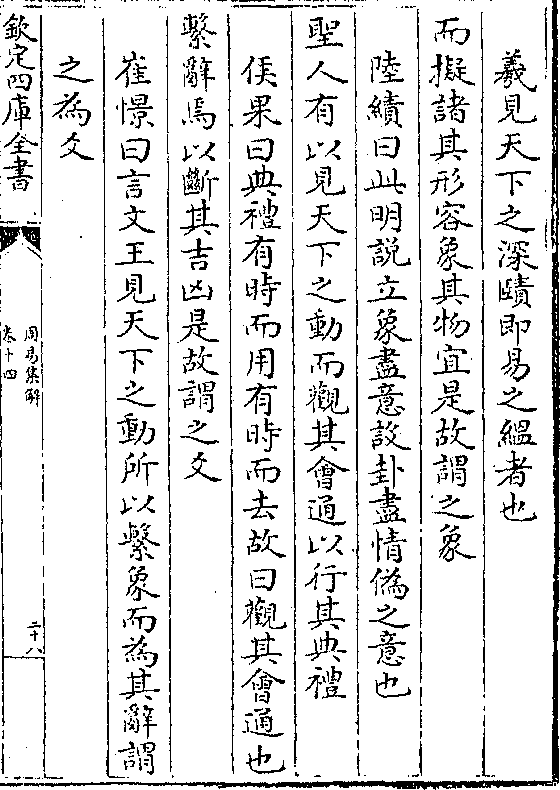 羲見天下之深賾即易之緼者也
而擬諸其形容象其物宜是故謂之象
陸績曰此明説立象盡意設卦盡情偽之意也
聖人有以見天下之動而觀其會通以行其典禮
侯果曰典禮有時而用有時而去故曰觀其會通也
繫辭焉以斷其吉凶是故謂之爻
崔憬曰言文王見天下之動所以繫象而為其辭謂
之為爻
欽定四庫全書
周易集解
卷十四
二十八